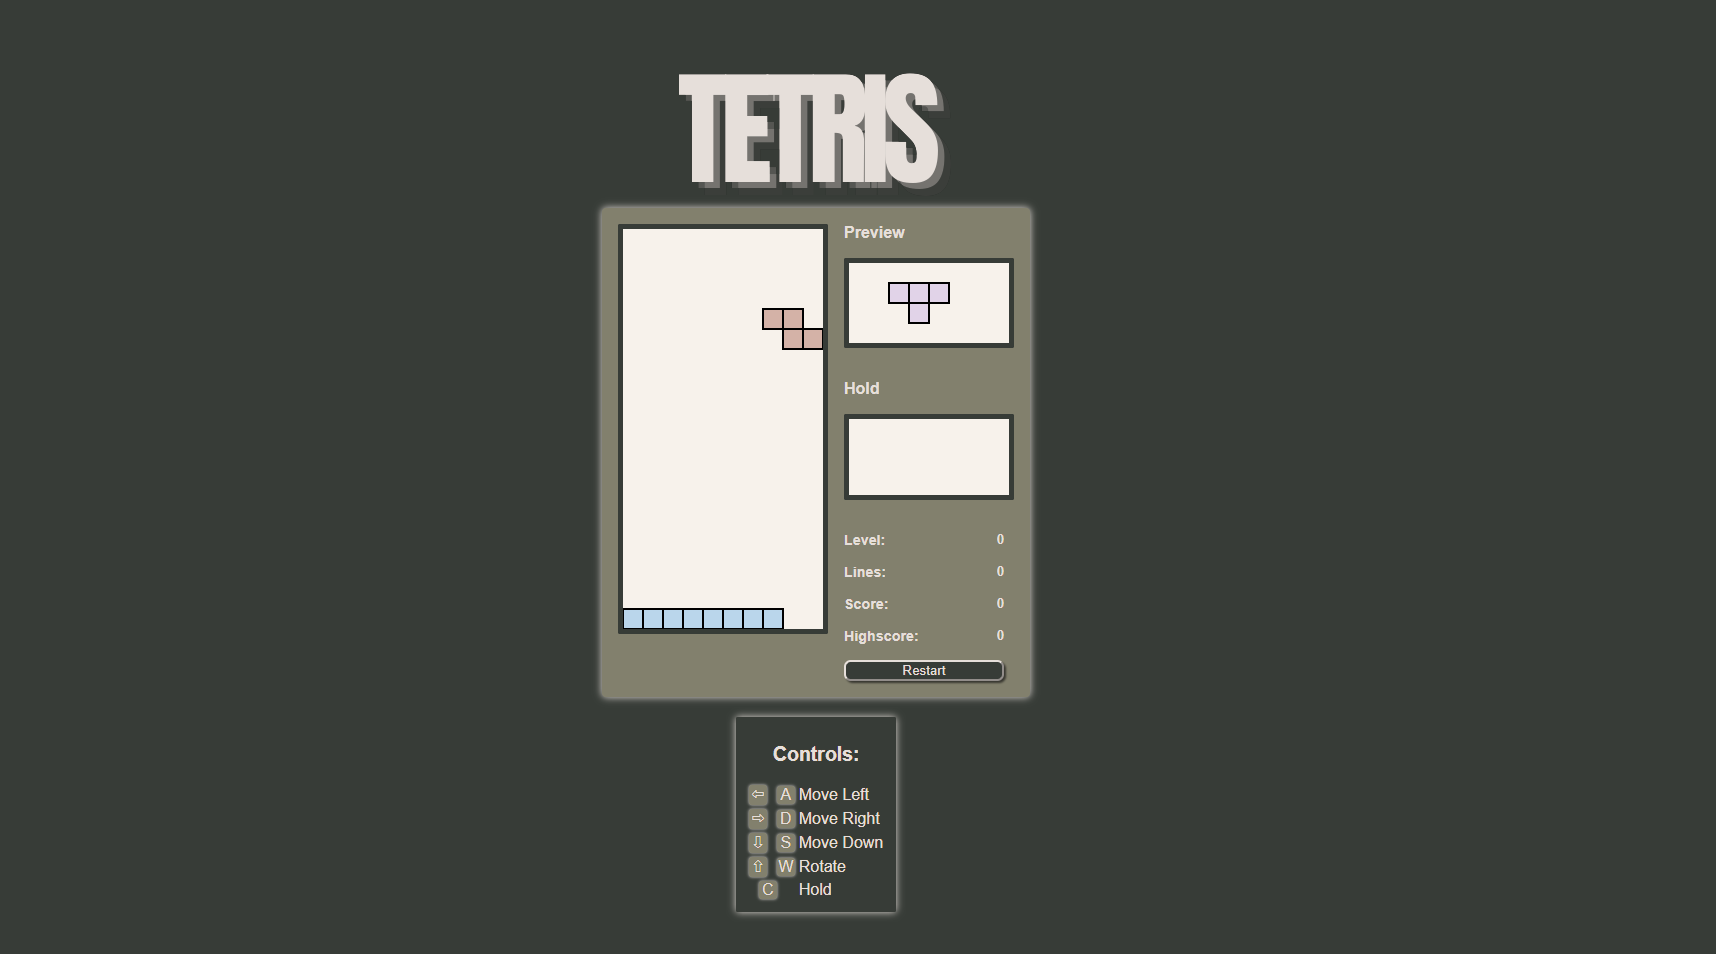 TETRIS
Preview
Hold
Level: 0
Lines: 0
Score: 0
Highscore: 0
Restart
Controls:
⇦ A Move Left
⇨ D Move Right
⇩ S Move Down
⇧ W Rotate
C Hold